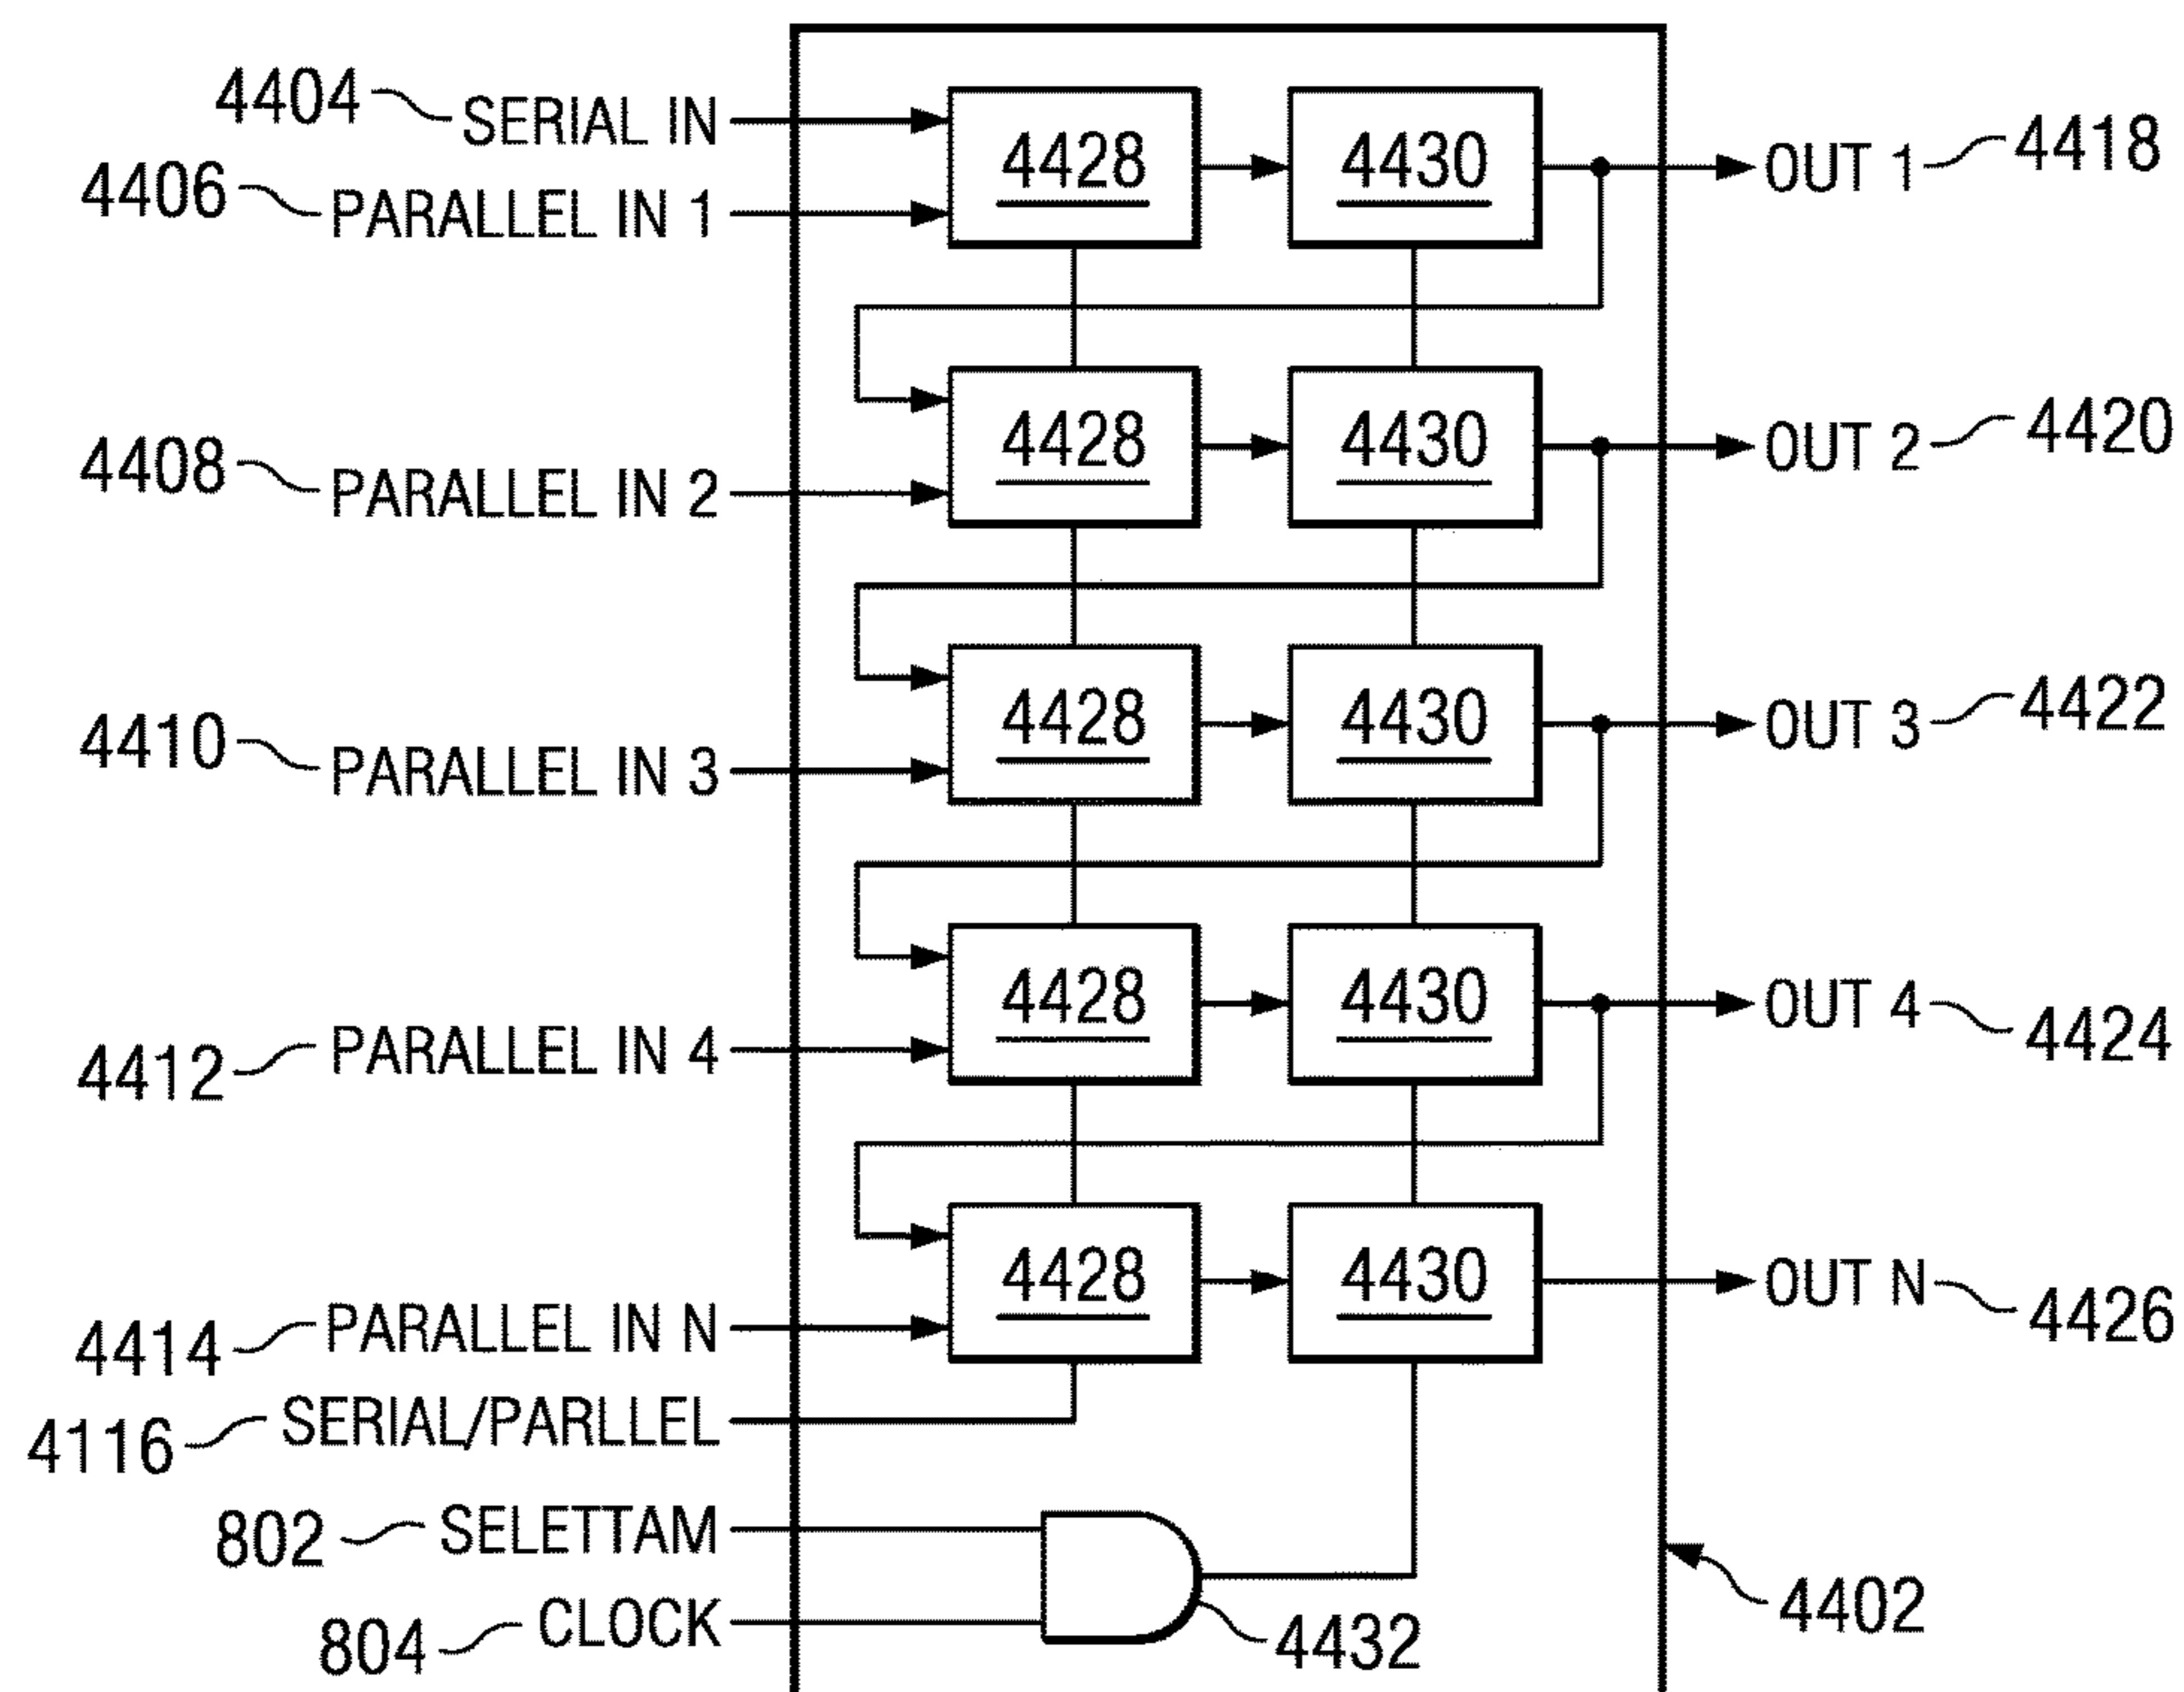 4404 SERIAL IN 4428 4430 OUT 1 4418
4406 PARALLEL IN 1
4408 PARALLEL IN 2 4428 4430 OUT 2 4420
4410 PARALLEL IN 3 4428 4430 OUT 3 4422
4412 PARALLEL IN 4 4428 4430 OUT 4 4424
4414 PARALLEL IN N 4428 4430 OUT N 4426
4116 SERIAL/PARLLEL
802 SELETTAM
804 CLOCK 4432 4402